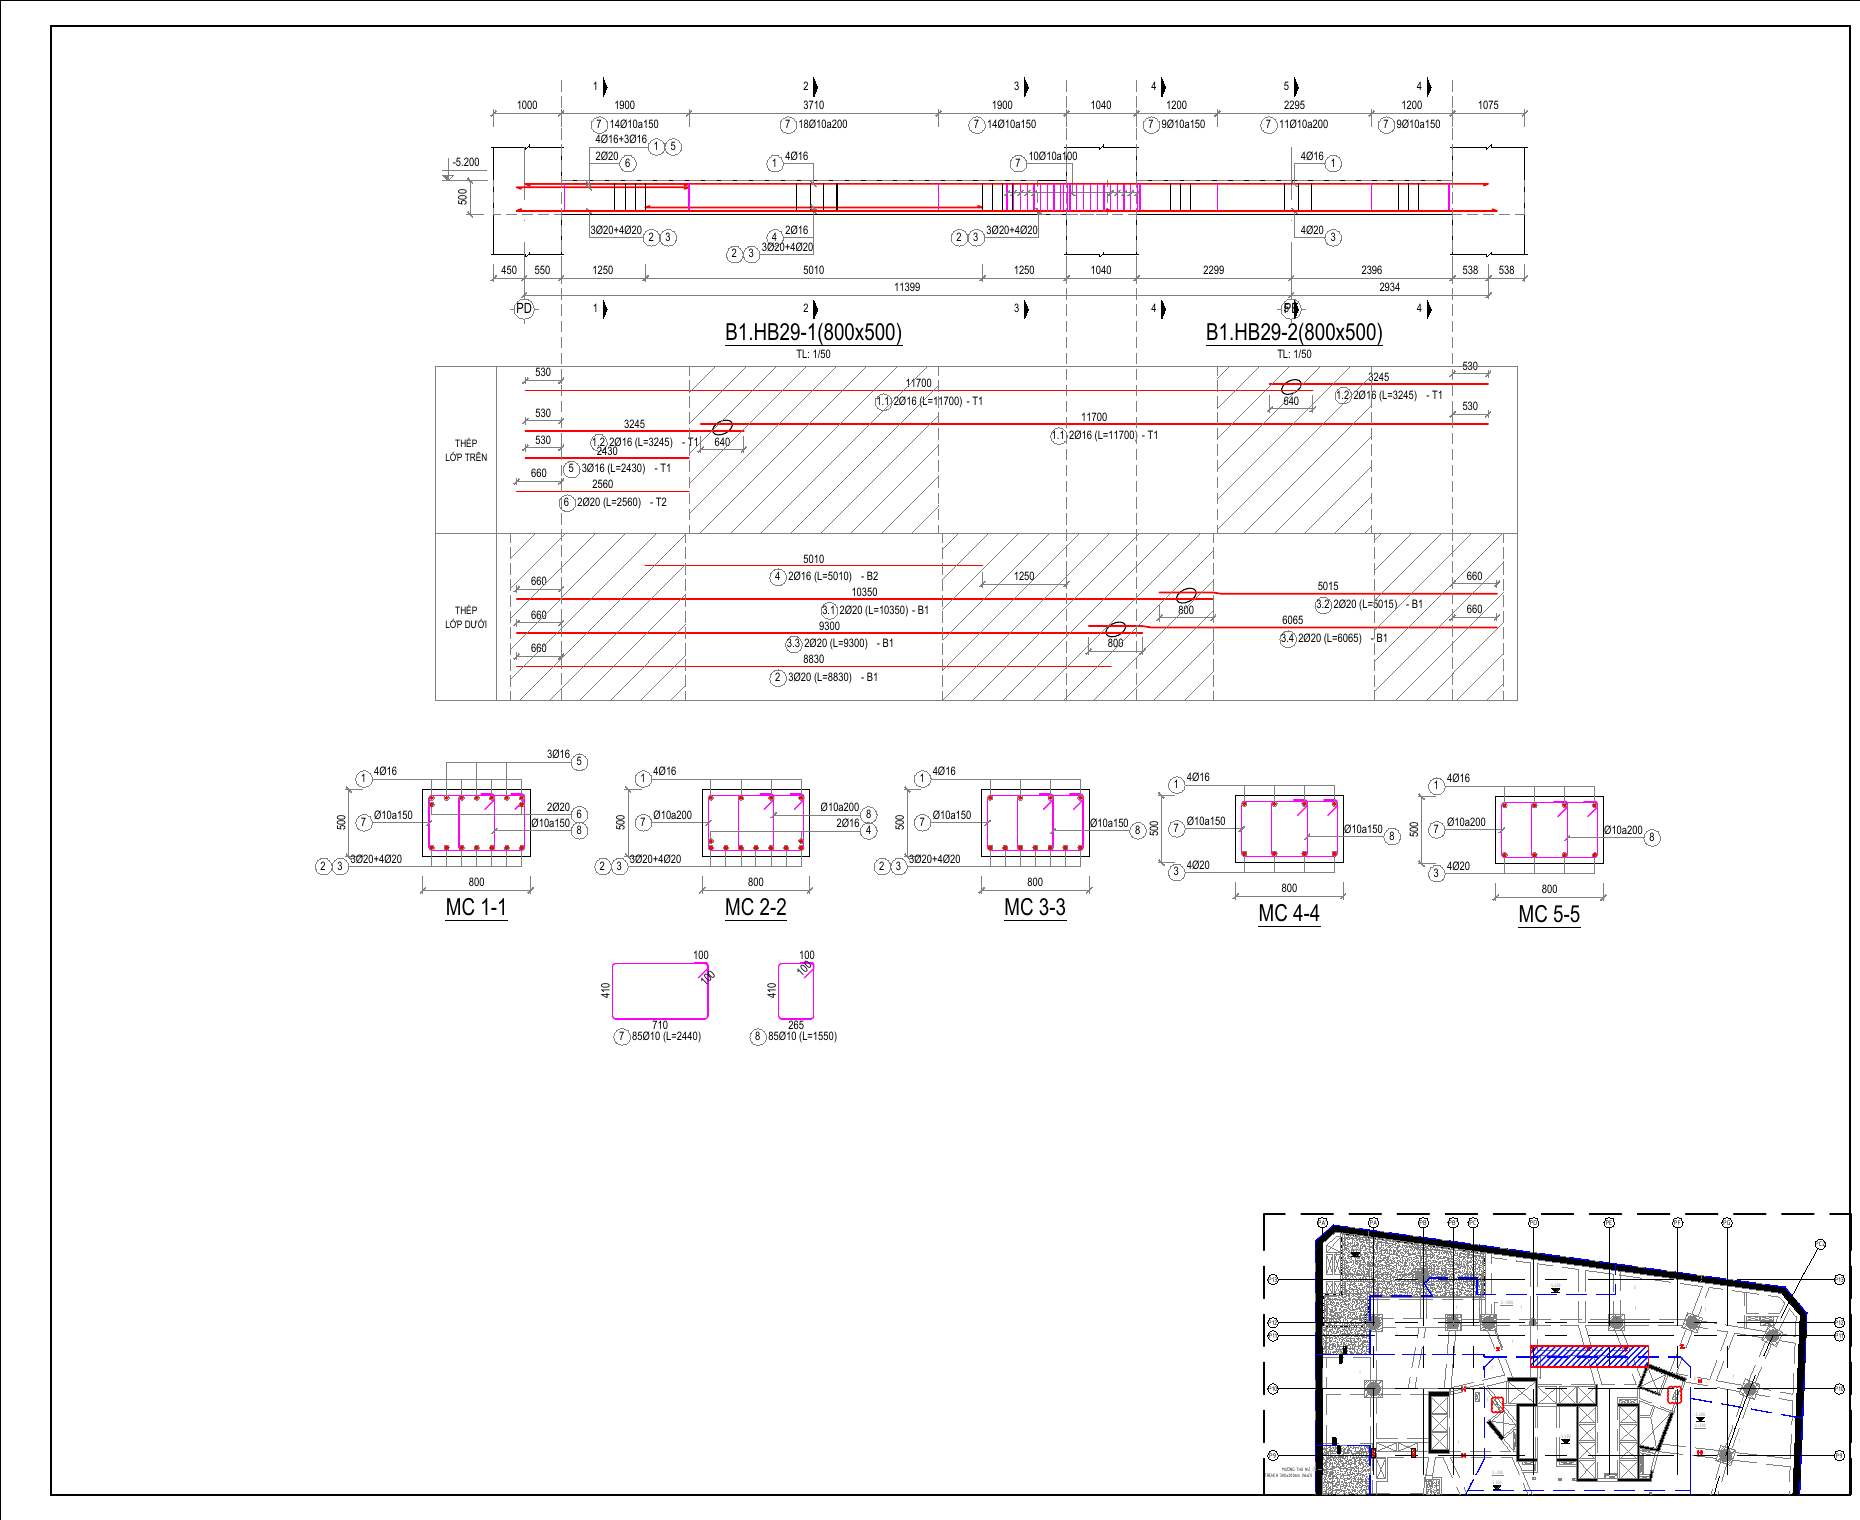 1 2 3 4 5 4
1000 1900 3710 1900 1040 1200 2295 1200 1075
7 14Ø10a150 7 18Ø10a200 7 14Ø10a150 7 9Ø10a150 7 11Ø10a200 7 9Ø10a150
4Ø16+3Ø16 1 5
2Ø20 6 1 4Ø16 7 10Ø10a100 4Ø16 1
-5.200
500
3Ø20+4Ø20 2 3 4 2Ø16 2 3 3Ø20+4Ø20 4Ø20 3
2 3 3Ø20+4Ø20
450 550 1250 5010 1250 1040 2299 2396 538 538
11399 2934
PD 1 2 3 4 4
B1.HB29-1(800x500) B1.HB29-2(800x500)
TL: 1/50 TL: 1/50
THÉP
LỚP TRÊN
530 11700 3245 530
1.1 2Ø16 (L=11700) - T1 640 1.2 2Ø16 (L=3245) - T1
530 3245 11700 530
1.2 2Ø16 (L=3245) - T1 640 1.1 2Ø16 (L=11700) - T1
530 2430
5 3Ø16 (L=2430) - T1
660 2560
6 2Ø20 (L=2560) - T2
THÉP
LỚP DƯỚI
5010
4 2Ø16 (L=5010) - B2 1250
660 10350 5015 660
3.1 2Ø20 (L=10350) - B1 800 3.2 2Ø20 (L=5015) - B1
660 9300 6065 660
3.3 2Ø20 (L=9300) - B1 800 3.4 2Ø20 (L=6065) - B1
660 8830
2 3Ø20 (L=8830) - B1
3Ø16 5
1 4Ø16
500
7 Ø10a150
2Ø20 6
Ø10a150 8
2 3 3Ø20+4Ø20
800
MC 1-1
1 4Ø16
500
7 Ø10a200
Ø10a200 8
2Ø16 4
2 3 3Ø20+4Ø20
800
MC 2-2
1 4Ø16
500
7 Ø10a150
Ø10a150 8
2 3 3Ø20+4Ø20
800
MC 3-3
1 4Ø16
500
7 Ø10a150
Ø10a150 8
3 4Ø20
800
MC 4-4
1 4Ø16
500
7 Ø10a200
Ø10a200 8
3 4Ø20
800
MC 5-5
100
100
410
710
7 85Ø10 (L=2440)
100
100
410
265
8 85Ø10 (L=1550)